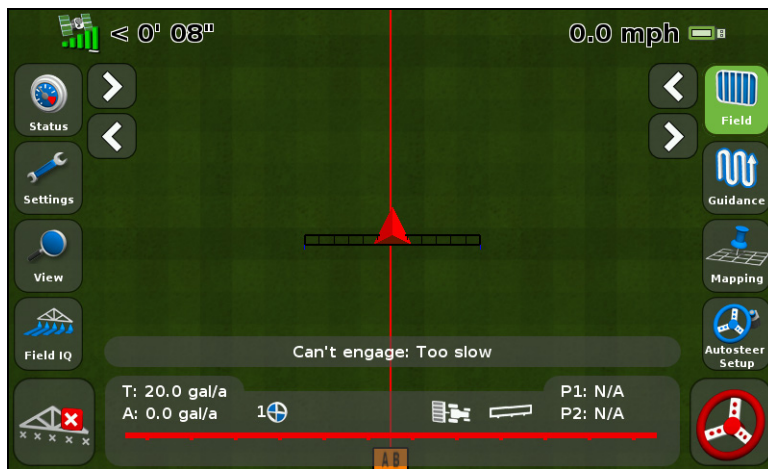 < 0' 08"
0.0 mph
Status
Field
Settings
Guidance
View
Mapping
Field IQ
Autosteer
Setup
Can't engage: Too slow
T: 20.0 gal/a
P1: N/A
A: 0.0 gal/a
1
P2: N/A
A B